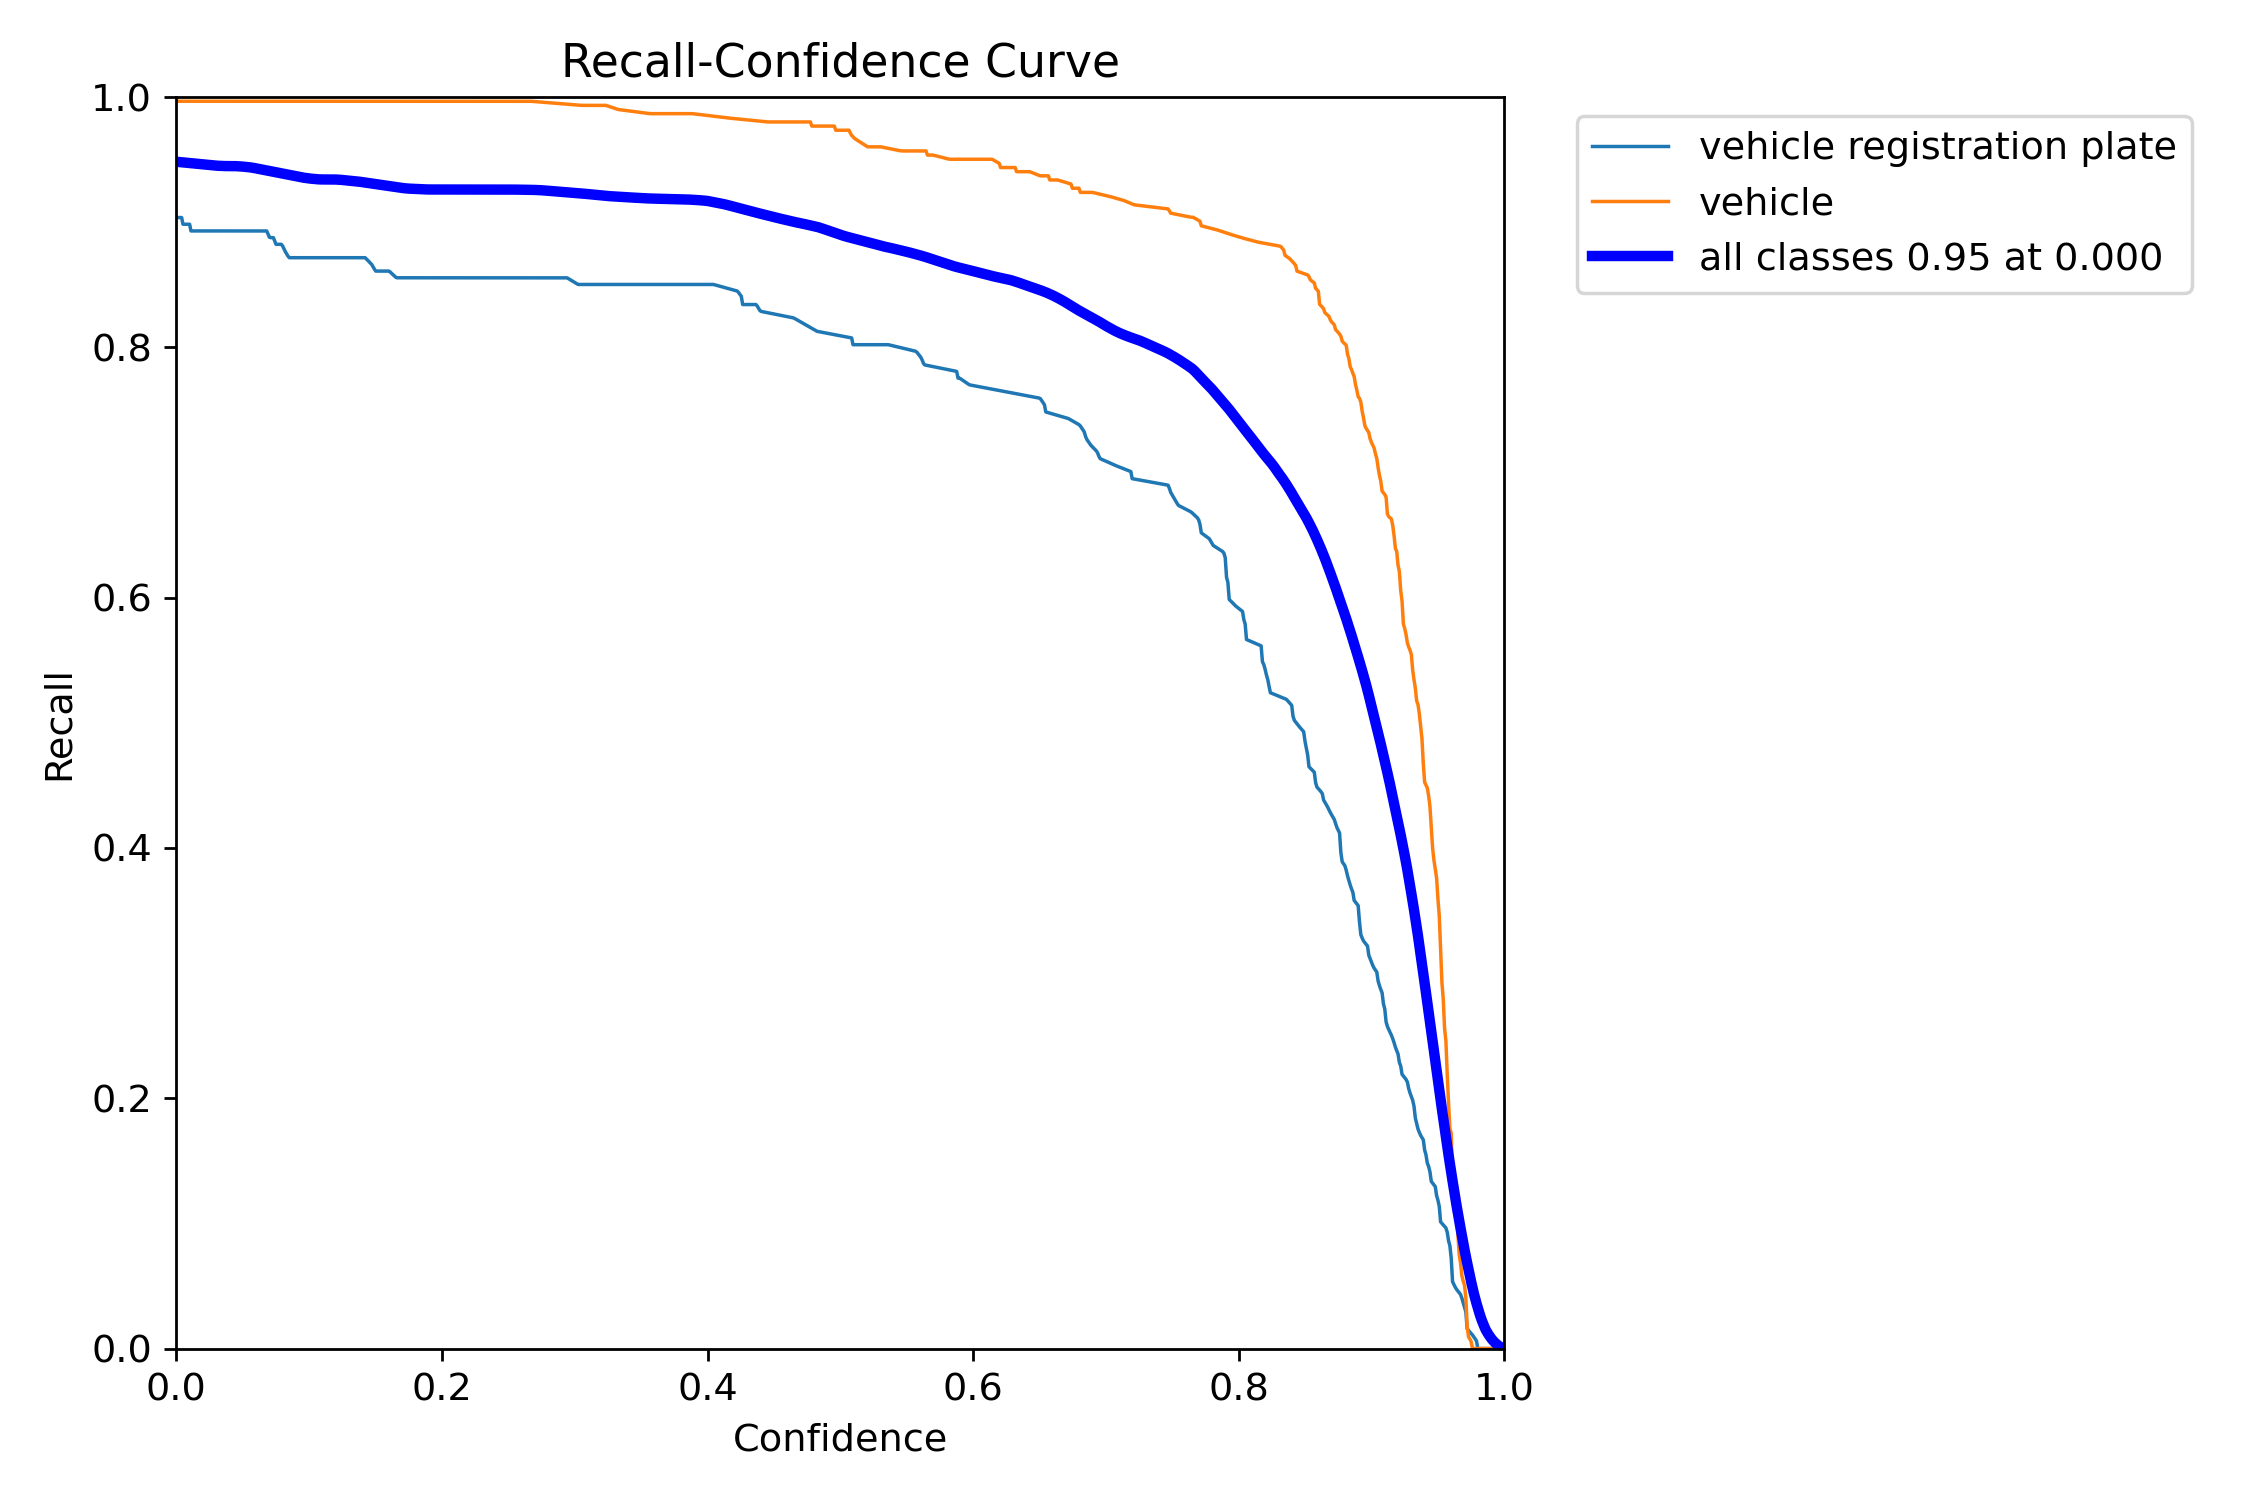 Recall-Confidence Curve
1.0
0.8
0.6
0.4
0.2
0.0
Recall
0.0 0.2 0.4 0.6 0.8 1.0
Confidence
vehicle registration plate
vehicle
all classes 0.95 at 0.000